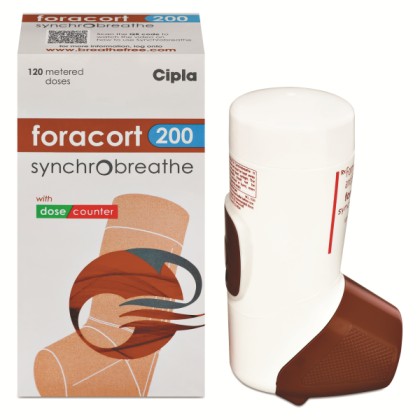 Scan the QR code to
watch the video on
how to use Synchrobreathe
for more information, log onto
www.breathefree.com
120 metered
doses
Cipla
foracort 200
synchrobreathe
with
dose counter